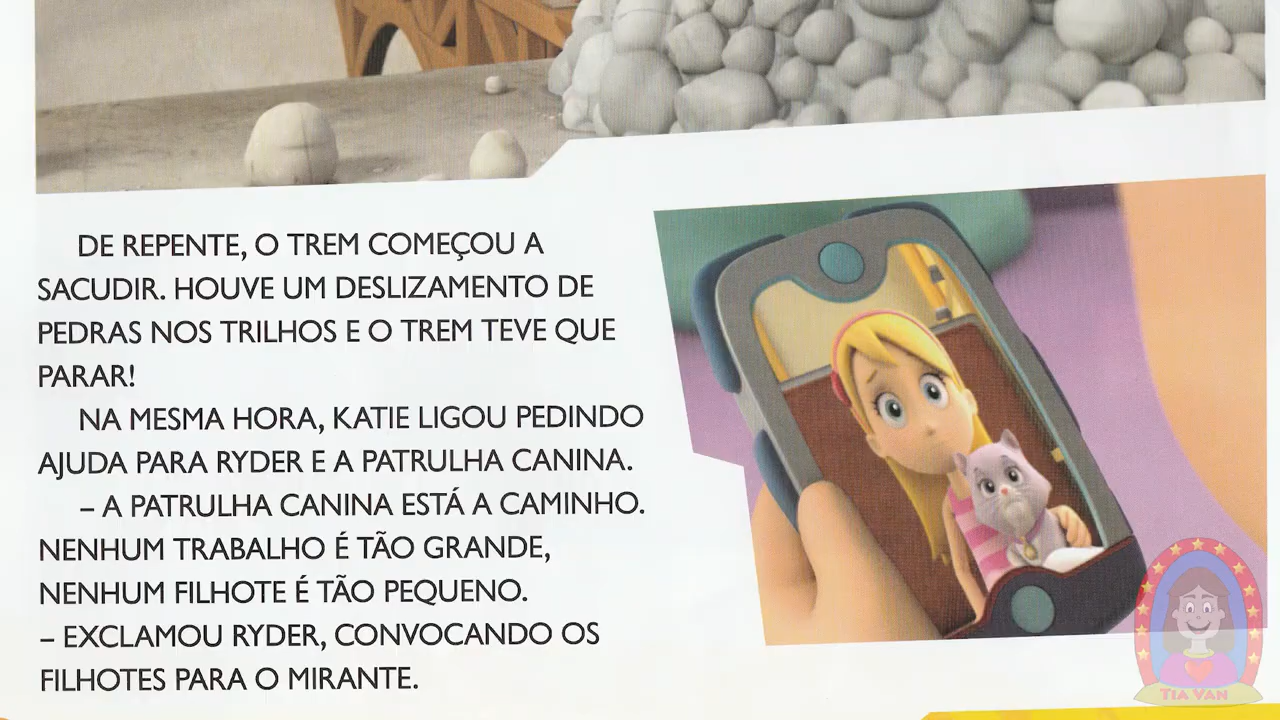 DE REPENTE, O TREM COMEÇOU A
SACUDIR. HOUVE UM DESLIZAMENTO DE
PEDRAS NOS TRILHOS E O TREM TEVE QUE
PARAR!
NA MESMA HORA, KATIE LIGOU PEDINDO
AJUDA PARA RYDER E A PATRULHA CANINA.
– A PATRULHA CANINA ESTÁ A CAMINHO.
NENHUM TRABALHO É TÃO GRANDE,
NENHUM FILHOTE É TÃO PEQUENO.
– EXCLAMOU RYDER, CONVOCANDO OS
FILHOTES PARA O MIRANTE.
TIA VAN